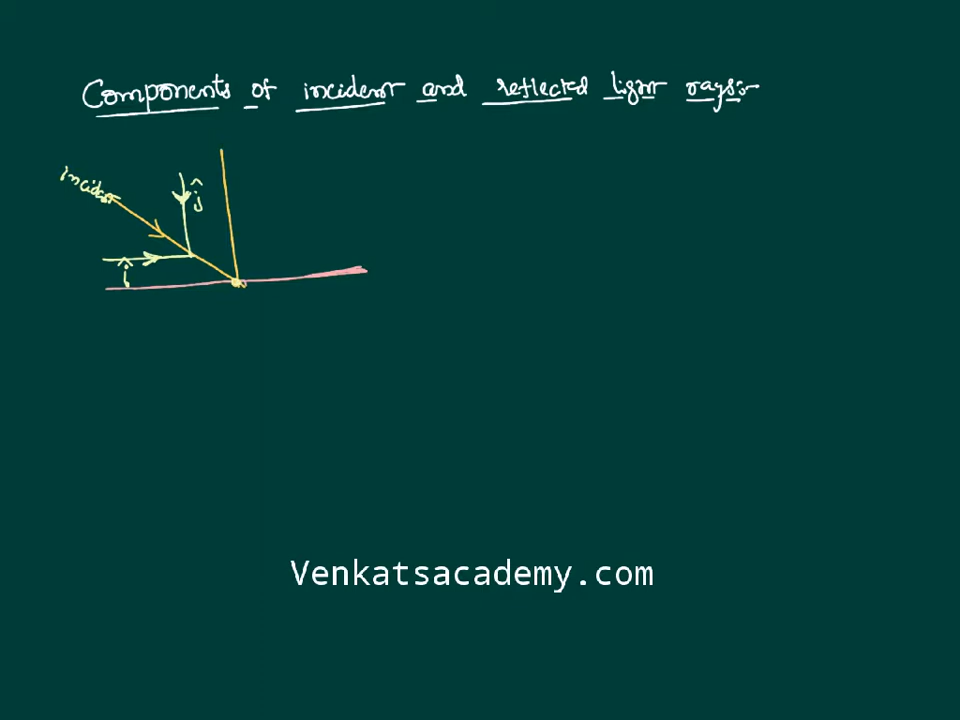 Components of incident and reflected light rays:-
incident
ĵ
î
Venkatsacademy.com